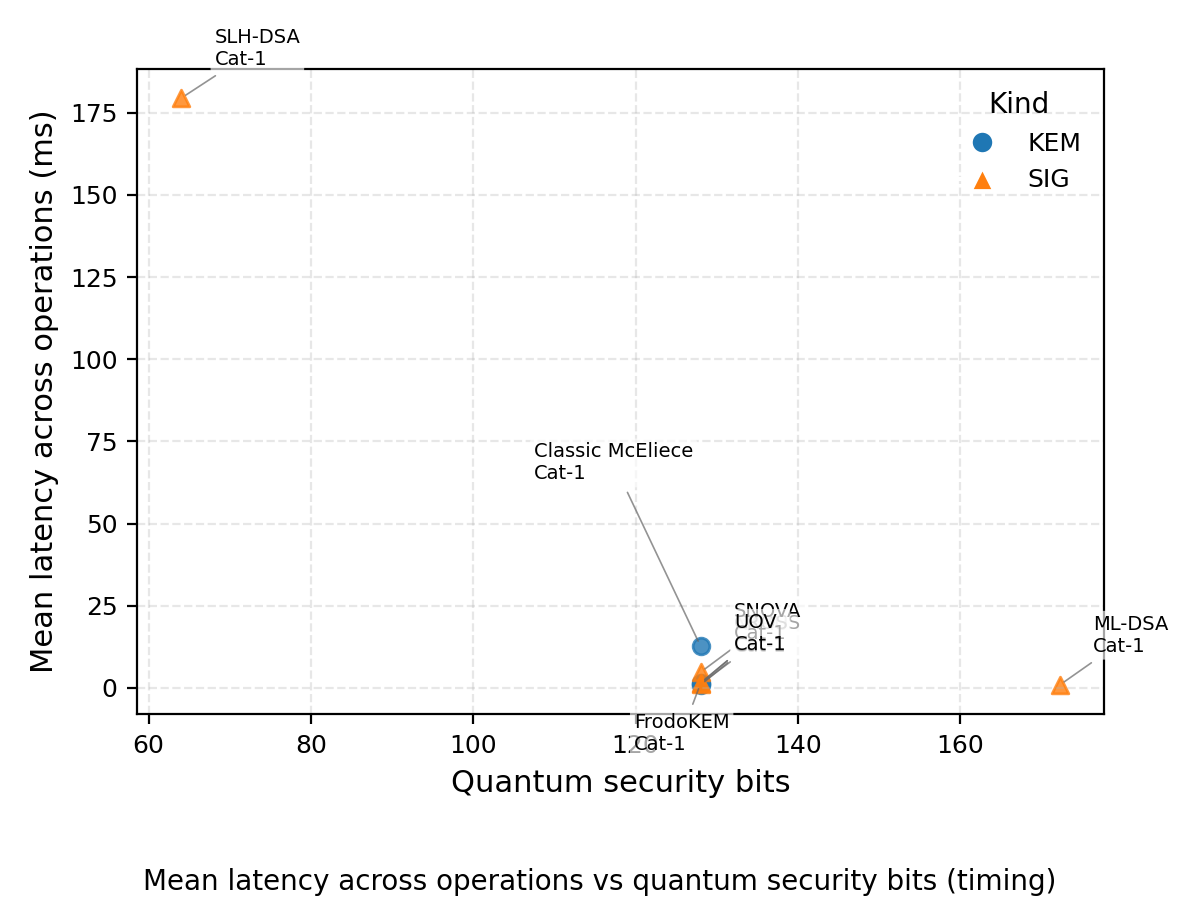 SLH-DSA
Cat-1
Mean latency across operations (ms)
175
150
125
100
75
50
25
0
Kind
KEM
SIG
Classic McEliece
Cat-1
SNOVA
UOV
Cat-1
ML-DSA
Cat-1
FrodoKEM
Cat-1
60
80
100
120
140
160
Quantum security bits
Mean latency across operations vs quantum security bits (timing)